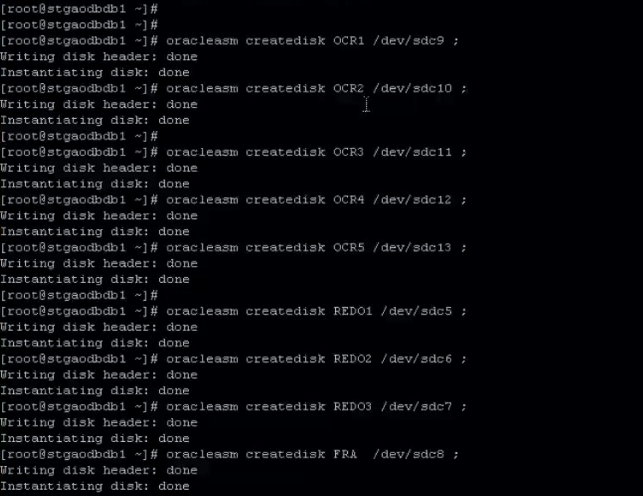 [root@stgaodbdb1 ~]#
[root@stgaodbdb1 ~]#
[root@stgaodbdb1 ~]# oracleasm createdisk OCR1 /dev/sdc9 ;
Writing disk header: done
Instantiating disk: done
[root@stgaodbdb1 ~]# oracleasm createdisk OCR2 /dev/sdc10 ;
Writing disk header: done
Instantiating disk: done
[root@stgaodbdb1 ~]#
[root@stgaodbdb1 ~]# oracleasm createdisk OCR3 /dev/sdc11 ;
Writing disk header: done
Instantiating disk: done
[root@stgaodbdb1 ~]# oracleasm createdisk OCR4 /dev/sdc12 ;
Writing disk header: done
Instantiating disk: done
[root@stgaodbdb1 ~]# oracleasm createdisk OCR5 /dev/sdc13 ;
Writing disk header: done
Instantiating disk: done
[root@stgaodbdb1 ~]#
[root@stgaodbdb1 ~]# oracleasm createdisk REDO1 /dev/sdc5 ;
Writing disk header: done
Instantiating disk: done
[root@stgaodbdb1 ~]# oracleasm createdisk REDO2 /dev/sdc6 ;
Writing disk header: done
Instantiating disk: done
[root@stgaodbdb1 ~]# oracleasm createdisk REDO3 /dev/sdc7 ;
Writing disk header: done
Instantiating disk: done
[root@stgaodbdb1 ~]# oracleasm createdisk FRA  /dev/sdc8 ;
Writing disk header: done
Instantiating disk: done